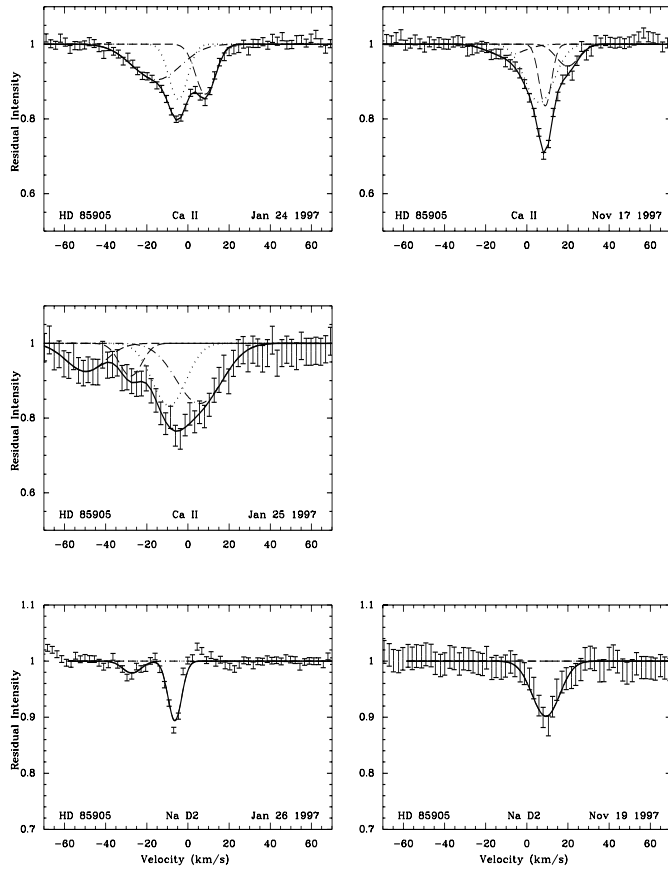 1
0.8
0.6
Residual Intensity
HD 85905 Ca II Jan 24 1997
-60 -40 -20 0 20 40 60
1
0.8
0.6
HD 85905 Ca II Nov 17 1997
-60 -40 -20 0 20 40 60
1
0.8
0.6
Residual Intensity
HD 85905 Ca II Jan 25 1997
-60 -40 -20 0 20 40 60
1.1
1
0.9
0.8
0.7
Residual Intensity
HD 85905 Na D2 Jan 26 1997
-60 -40 -20 0 20 40 60
Velocity (km/s)
1.1
1
0.9
0.8
0.7
HD 85905 Na D2 Nov 19 1997
-60 -40 -20 0 20 40 60
Velocity (km/s)